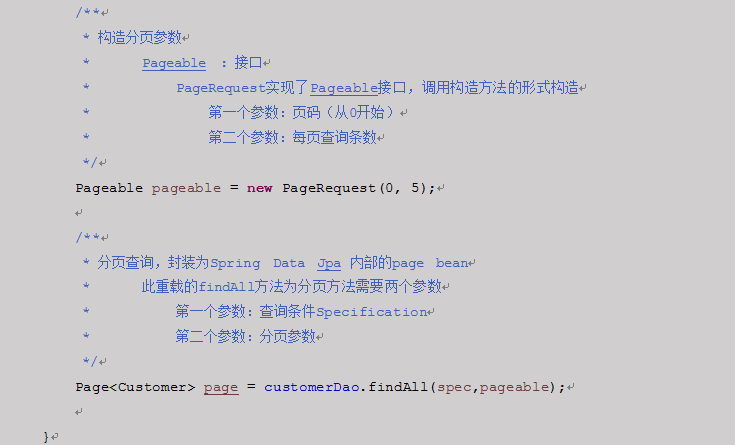 /**
* 构造分页参数
* Pageable :接口
* PageRequest实现了Pageable接口,调用构造方法的形式构造
* 第一个参数:页码(从0开始)
* 第二个参数:每页查询条数
*/
Pageable pageable = new PageRequest(0, 5);
/**
* 分页查询,封装为Spring Data Jpa 内部的page bean
* 此重载的findAll方法为分页方法需要两个参数
* 第一个参数:查询条件Specification
* 第二个参数:分页参数
*/
Page<Customer> page = customerDao.findAll(spec,pageable);
}